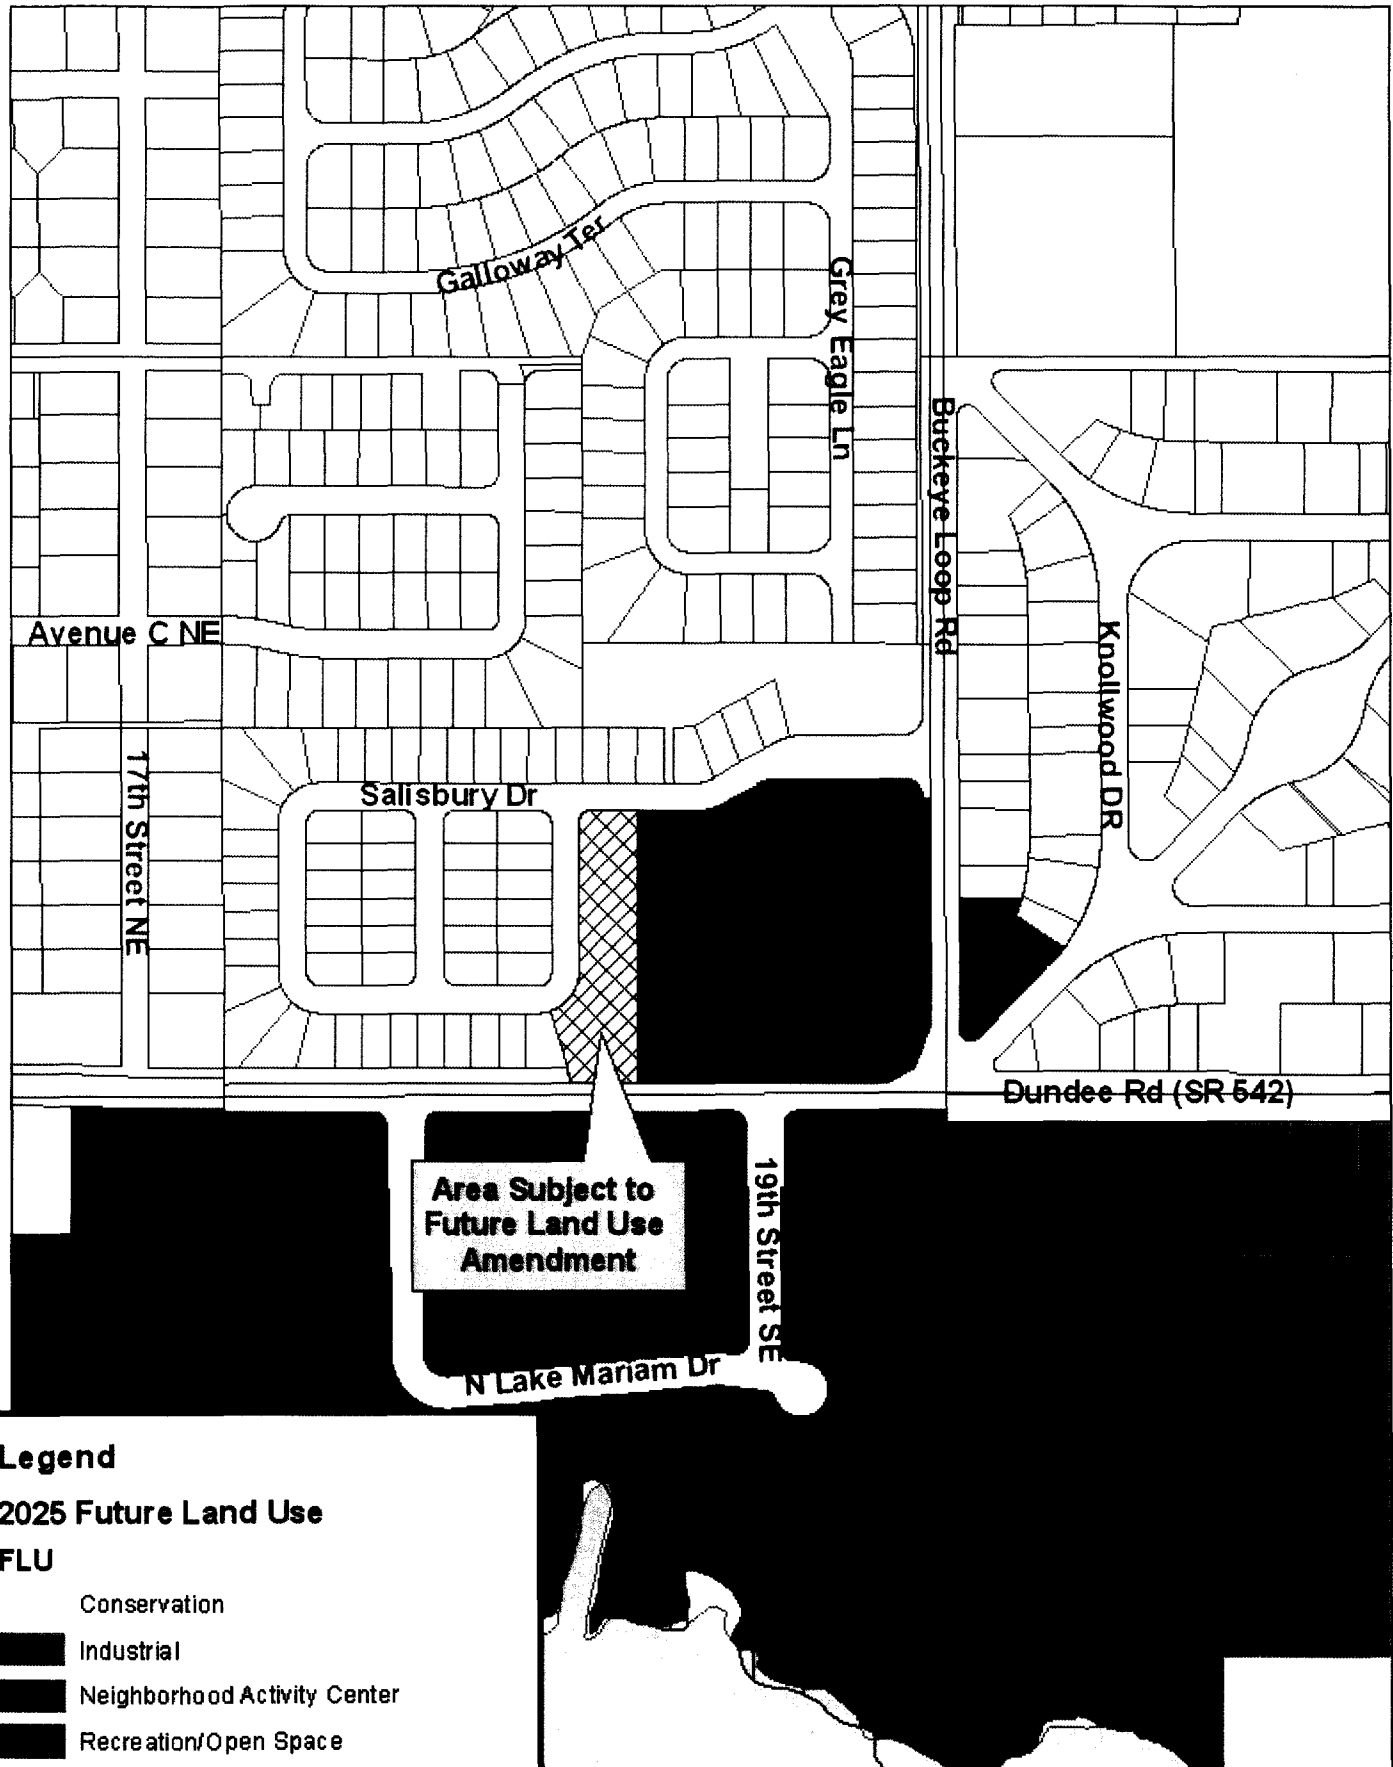 Galloway Ter
Grey Eagle Ln
Buckeye Loop Rd
Avenue C NE
Knollwood DR
17th Street NE
Salisbury Dr
Dundee Rd (SR 542)
Area Subject to
Future Land Use
Amendment
19th Street SE
N Lake Mariam Dr
Legend
2025 Future Land Use
FLU
Conservation
Industrial
Neighborhood Activity Center
Recreation/Open Space